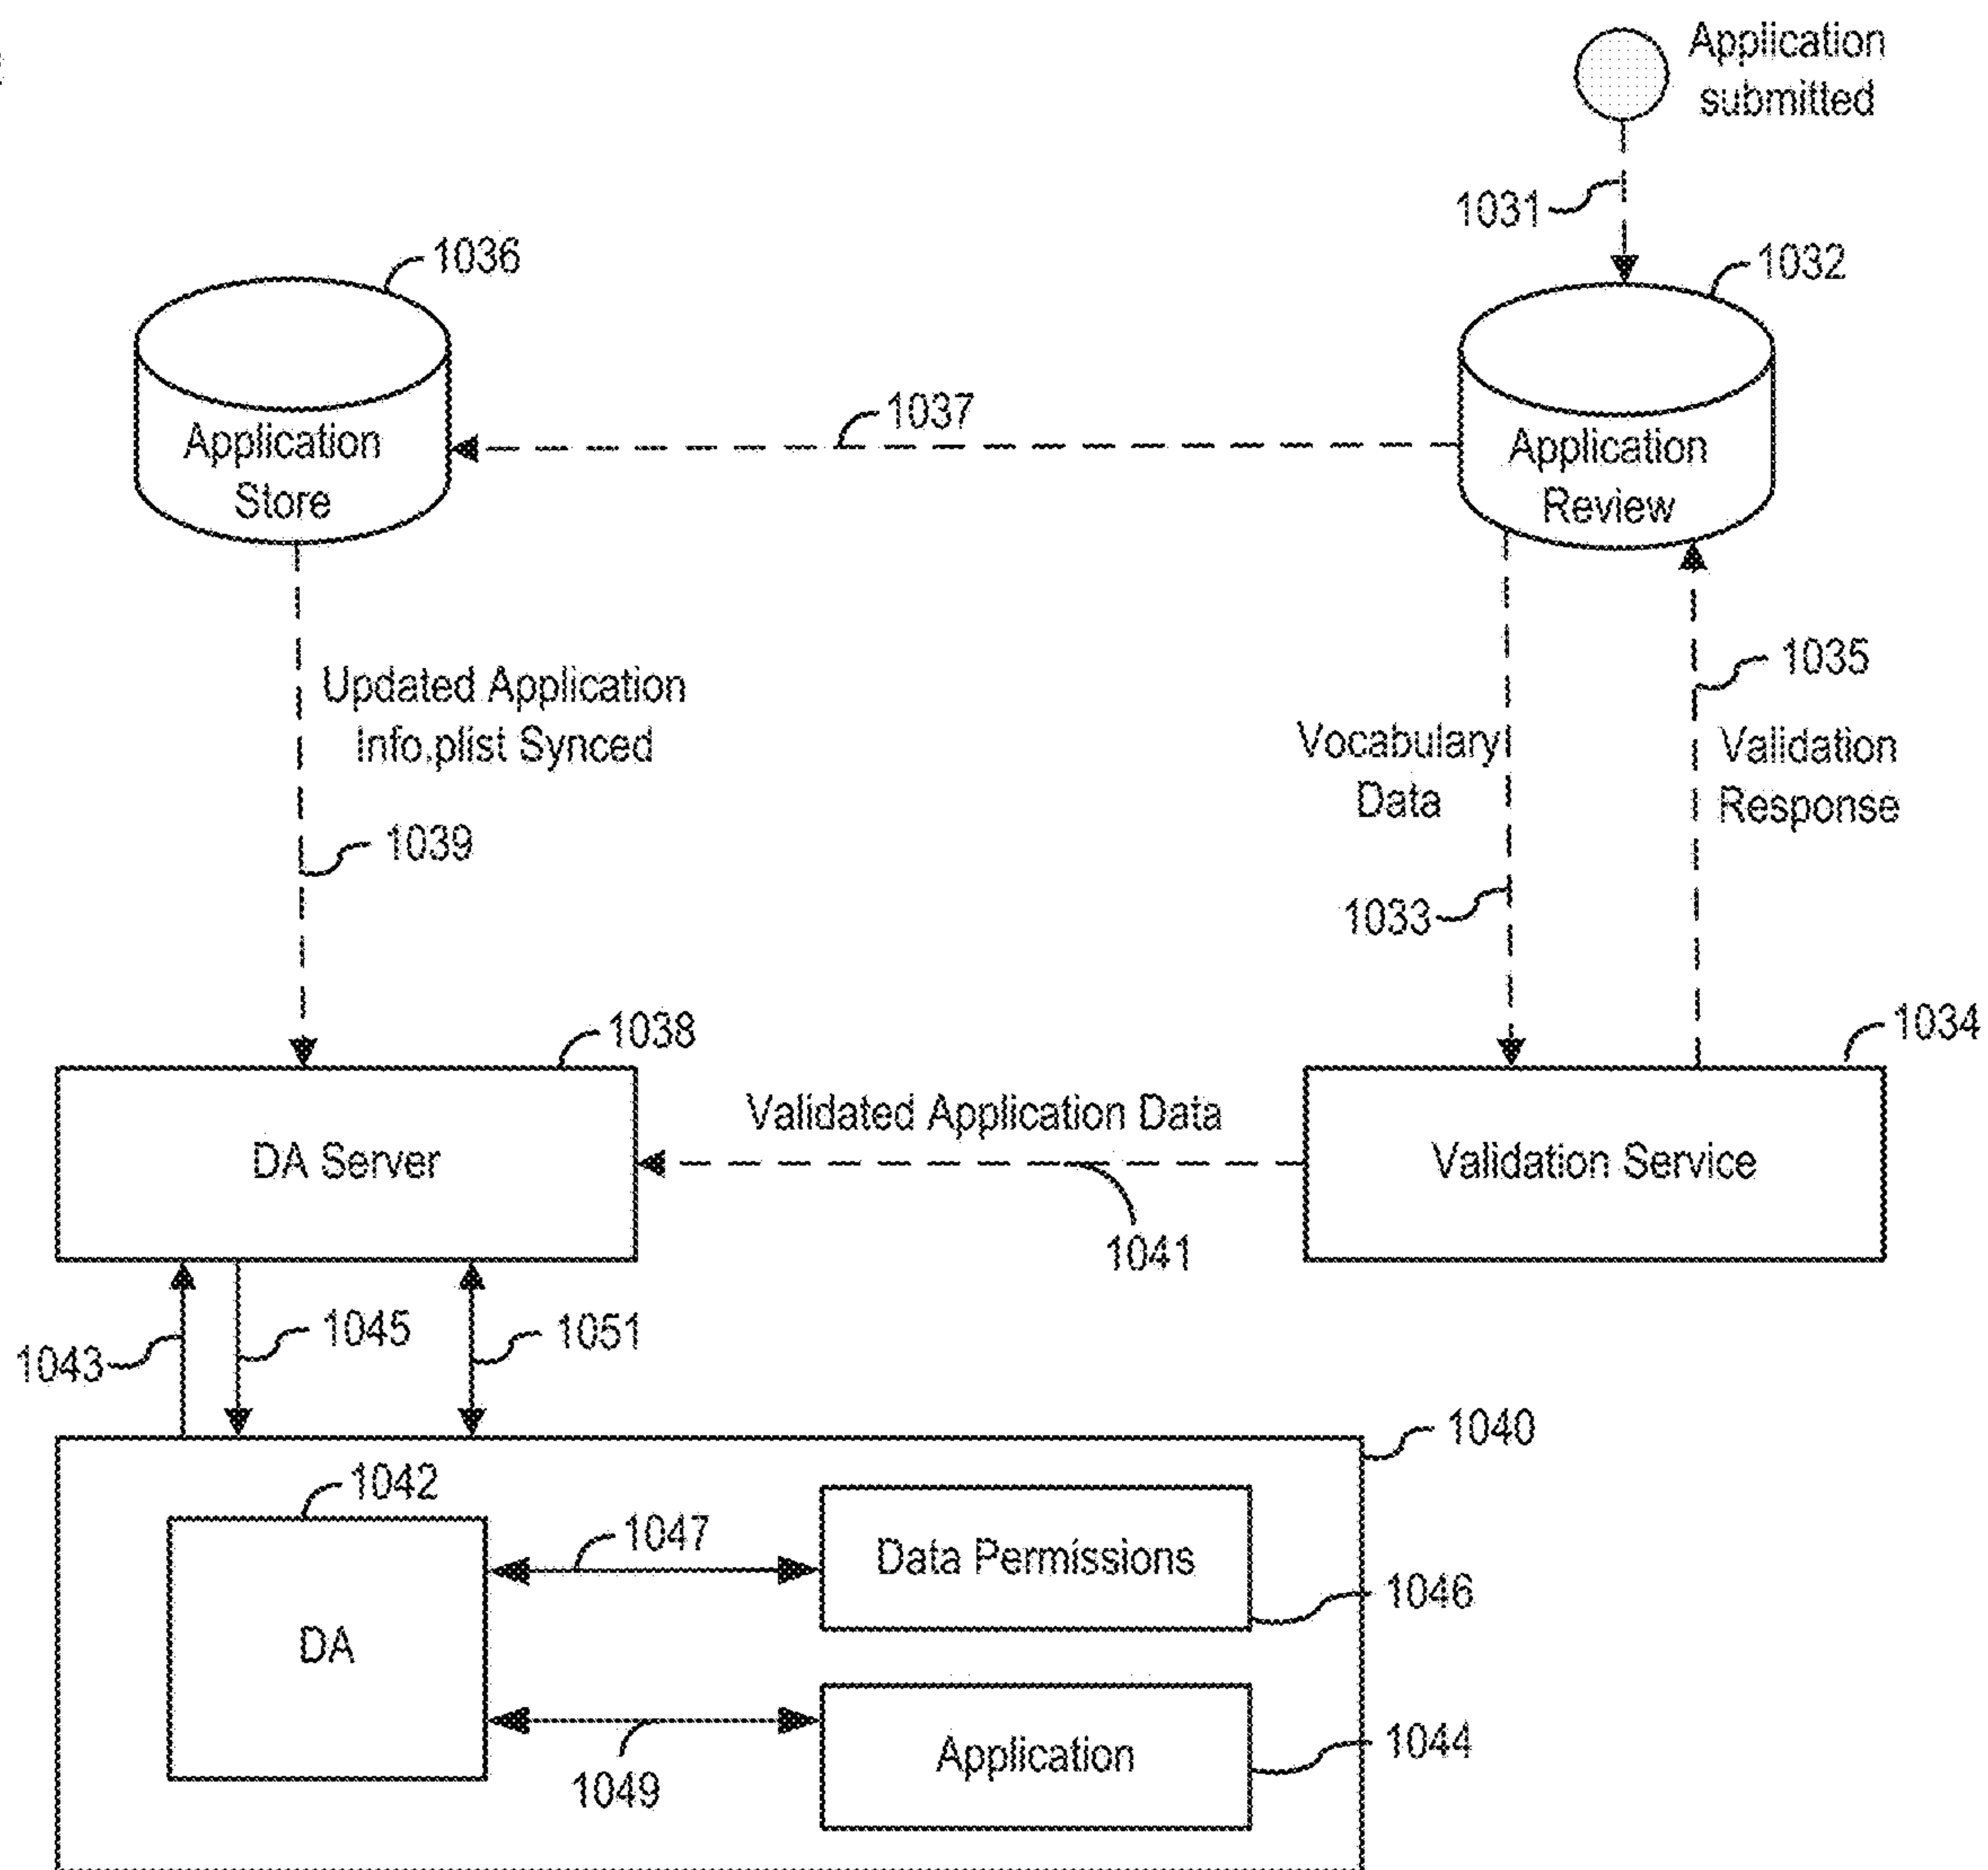 Application
submitted
1031
1036
1032
1037
Application
Store
Application
Review
1035
Updated Application
Info.plist Synced
Vocabulary
Data
Validation
Response
1039
1033
1038
1034
Validated Application Data
DA Server
Validation Service
1041
1043
1045
1051
1040
1042
1047
Data Permissions
1046
DA
Application
1044
1049